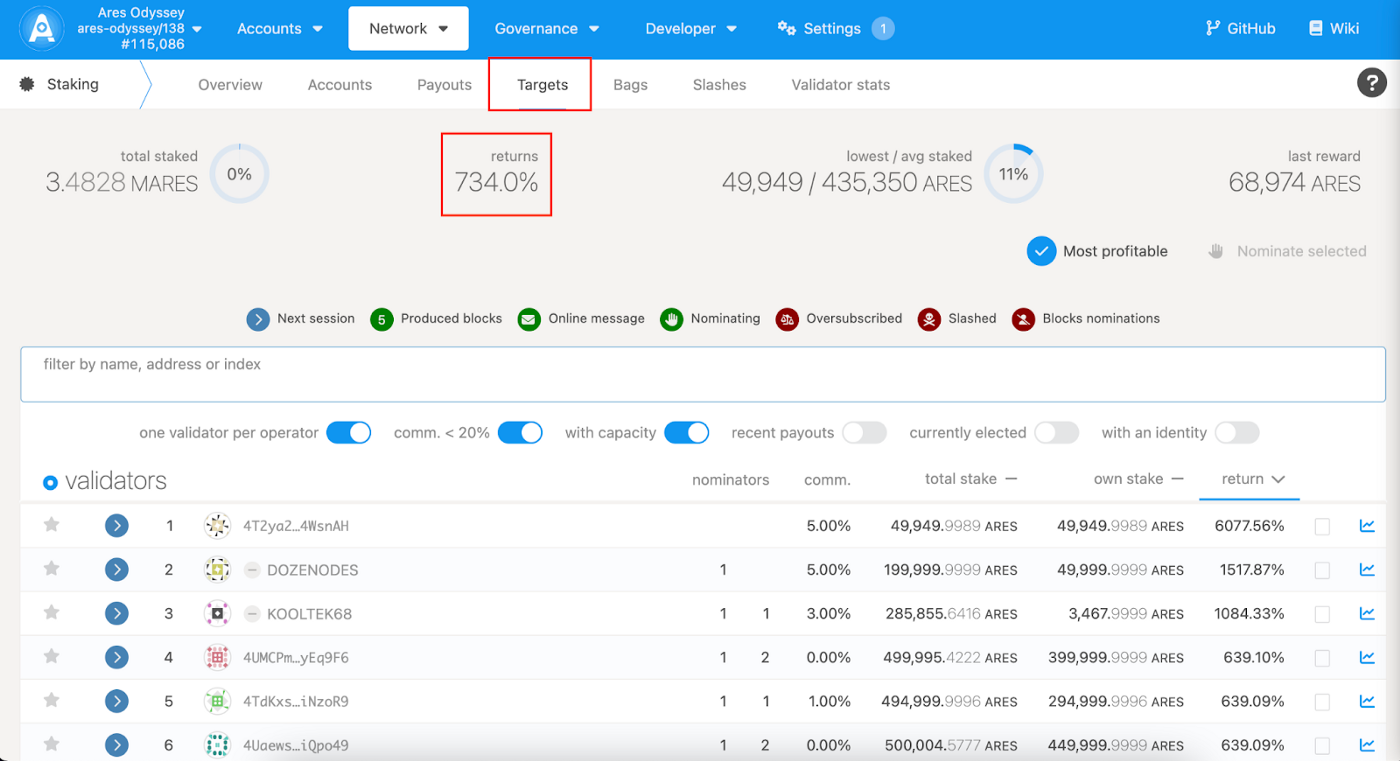 Ares Odyssey
ares-odyssey/138
#115,086
Accounts
Network
Governance
Developer
Settings 1
GitHub
Wiki
Staking
Overview
Accounts
Payouts
Targets
Bags
Slashes
Validator stats
?
total staked
3.4828 MARES
0%
returns
734.0%
lowest / avg staked
49,949 / 435,350 ARES
11%
last reward
68,974 ARES
Most profitable
Nominate selected
Next session
5 Produced blocks
Online message
Nominating
Oversubscribed
Slashed
Blocks nominations
filter by name, address or index
one validator per operator
comm. < 20%
with capacity
recent payouts
currently elected
with an identity
validators nominators comm. total stake own stake return
1 4T2ya2…4WsnAH 5.00% 49,949.9989 ARES 49,949.9989 ARES 6077.56%
2 DOZENODES 1 5.00% 199,999.9999 ARES 49,999.9999 ARES 1517.87%
3 KOOLTEK68 1 1 3.00% 285,855.6416 ARES 3,467.9999 ARES 1084.33%
4 4UMCPm…yEq9F6 1 2 0.00% 499,995.4222 ARES 399,999.9999 ARES 639.10%
5 4TdKxs…iNzoR9 1 1 1.00% 494,999.9996 ARES 294,999.9996 ARES 639.09%
6 4Uaews…iQpo49 1 2 0.00% 500,004.5777 ARES 449,999.9999 ARES 639.09%